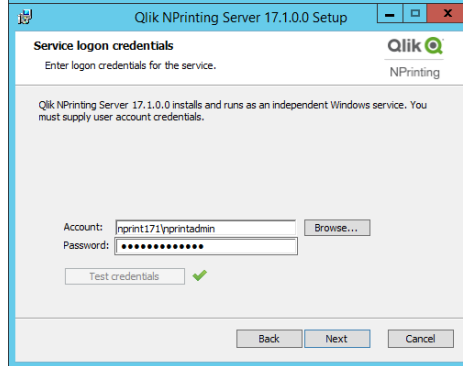 Qlik NPrinting Server 17.1.0.0 Setup
Service logon credentials
Enter logon credentials for the service.
Qlik
NPrinting
Qlik NPrinting Server 17.1.0.0 installs and runs as an independent Windows service. You
must supply user account credentials.
Account: nprint171\nprintadmin Browse...
Password: •••••••••••••
Test credentials
Back Next Cancel